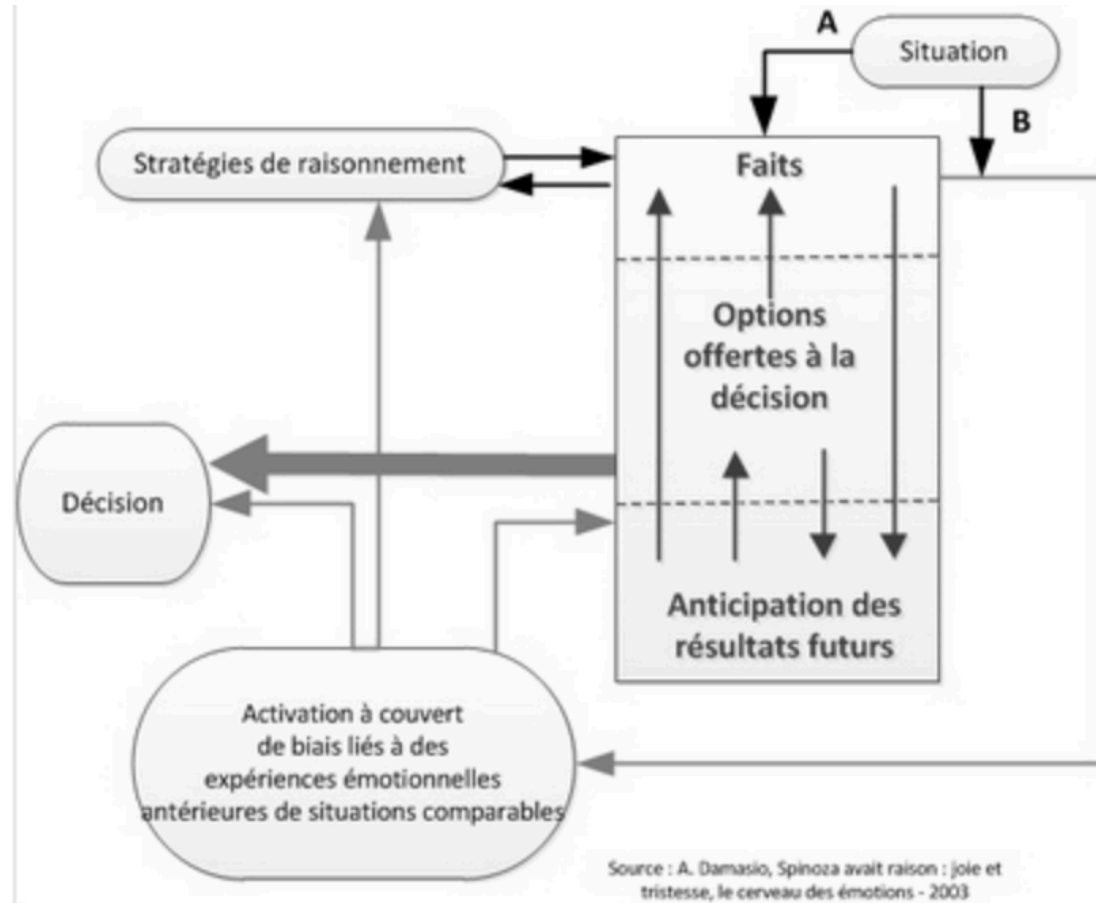 A
Situation
B
Stratégies de raisonnement
Faits
Options
offertes à la
décision
Décision
Anticipation des
résultats futurs
Activation à couvert
de biais liés à des
expériences émotionnelles
antérieures de situations comparables
Source : A. Damasio, Spinoza avait raison : joie et
tristesse, le cerveau des émotions - 2003